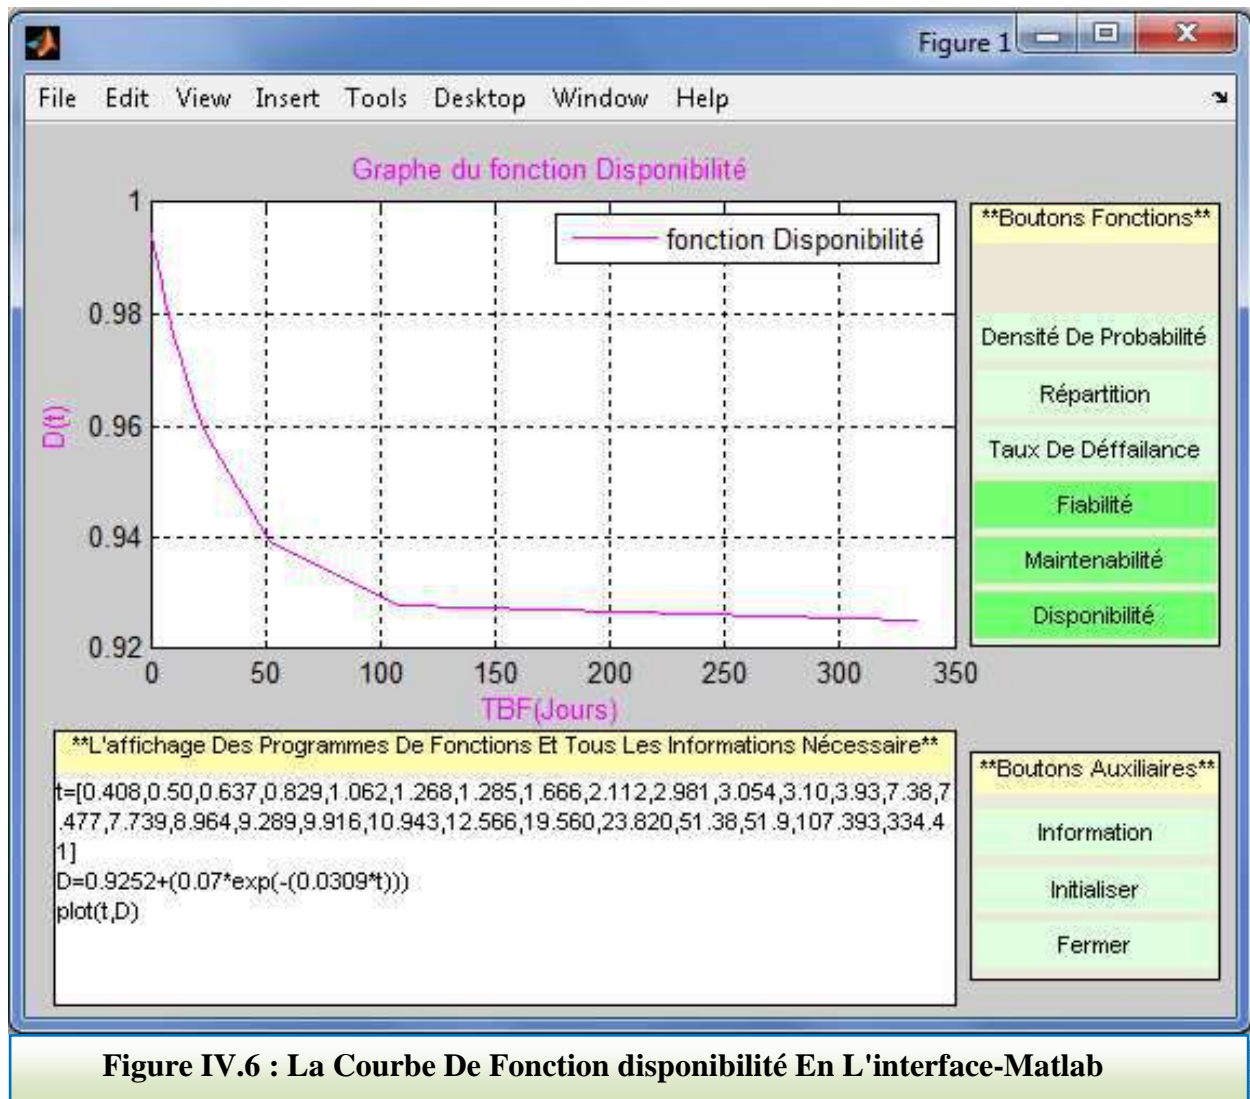 Figure 1
File Edit View Insert Tools Desktop Window Help
Graphe du fonction Disponibilité
fonction Disponibilité
D(t)
1
0.98
0.96
0.94
0.92
0 50 100 150 200 250 300 350
TBF(Jours)
**Boutons Fonctions**
Densité De Probabilité
Répartition
Taux De Déffailance
Fiabilité
Maintenabilité
Disponibilité
**L'affichage Des Programmes De Fonctions Et Tous Les Informations Nécessaire**
t=[0.408,0.50,0.637,0.829,1.062,1.268,1.285,1.666,2.112,2.981,3.054,3.10,3.93,7.38,7
.477,7.739,8.964,9.289,9.916,10.943,12.566,19.560,23.820,51.38,51.9,107.393,334.4
1]
D=0.9252+(0.07*exp(-(0.0309*t)))
plot(t,D)
**Boutons Auxiliaires**
Information
Initialiser
Fermer
Figure IV.6 : La Courbe De Fonction disponibilité En L'interface-Matlab